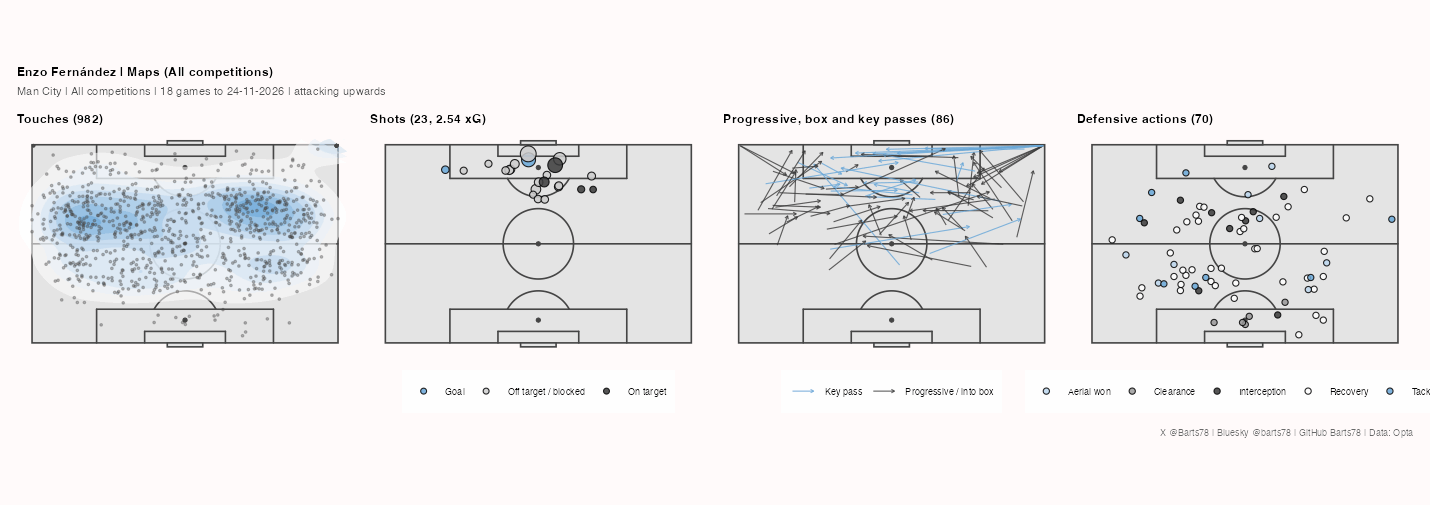 Enzo Fernández | Maps (All competitions)
Man City | All competitions | 18 games to 24-11-2026 | attacking upwards
Touches (982)
Shots (23, 2.54 xG)
Progressive, box and key passes (86)
Defensive actions (70)
Goal
Off target / blocked
On target
Key pass
Progressive / Into box
Aerial won
Clearance
Interception
Recovery
Tack
X @Barts78 | Bluesky @barts78 | GitHub Barts78 | Data: Opta